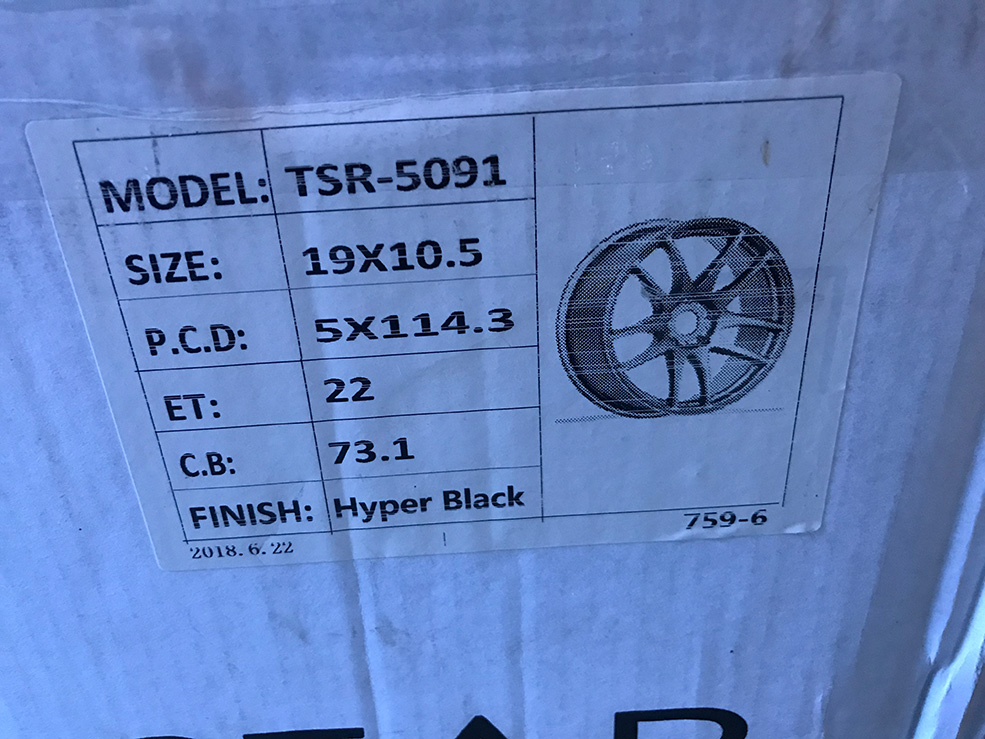 MODEL: TSR-5091
SIZE: 19X10.5
P.C.D: 5X114.3
ET: 22
C.B: 73.1
FINISH: Hyper Black
2018.6.22
759-6